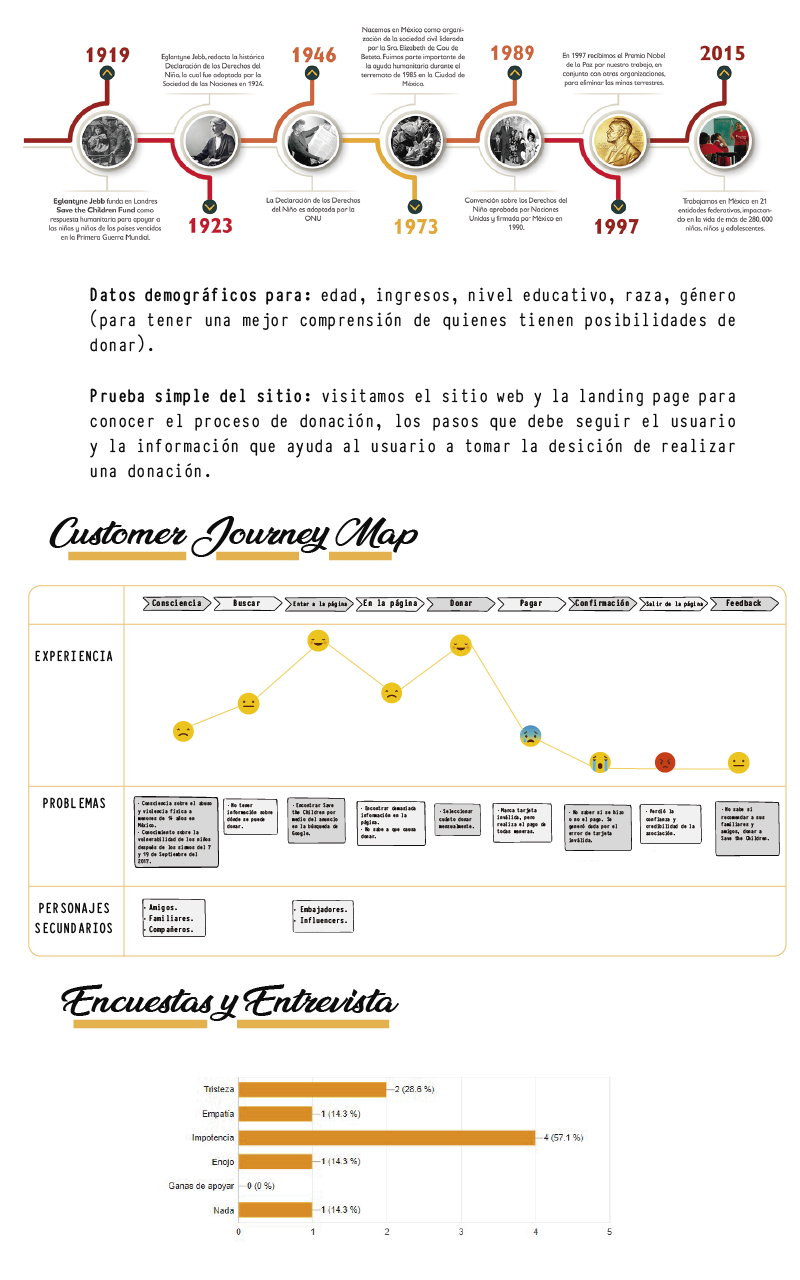 1919
Eglantyne Jebb, redacta la histórica
Declaración de los Derechos del
Niño, la cual fue adoptada por la
Sociedad de las Naciones en 1924.
1946
Nacemos en México como organi-
zación de la sociedad civil liderada
por la Sra. Elizabeth de Cou de
Beteta. Fuimos parte importante de
la ayuda humanitaria durante el
terremoto de 1985 en la Ciudad de
México.
1989
En 1997 recibimos el Premio Nobel
de la Paz por nuestro trabajo, en
conjunto con otras organizaciones,
para eliminar las minas terrestres.
2015
Eglantyne Jebb funda en Londres
Save the Children Fund como
respuesta humanitaria para apoyar a
las niñas y niños de los países vencidos
en la Primera Guerra Mundial.
1923
La Declaración de los Derechos
del Niño es adoptada por la
ONU
1973
Convención sobre los Derechos del
Niño aprobada por Naciones
Unidas y firmada por México en
1990.
1997
Trabajamos en México en 21
entidades federativas, impactan-
do en la vida de más de 280,000
niñas, niños y adolescentes.
Datos demográficos para: edad, ingresos, nivel educativo, raza, género
(para tener una mejor comprensión de quienes tienen posibilidades de
donar).
Prueba simple del sitio: visitamos el sitio web y la landing page para
conocer el proceso de donación, los pasos que debe seguir el usuario
y la información que ayuda al usuario a tomar la desición de realizar
una donación.
Customer Journey Map
Consciencia
Buscar
Entar a la página
En la página
Donar
Pagar
Confirmación
Salir de la página
Feedback
EXPERIENCIA
PROBLEMAS
· Consciencia sobre el abuso
y violencia física a
menores de 14 años en
México.
· Conocimiento sobre la
vulnerabilidad de los niños
después de los sismos del 7
y 19 de Septiembre del
2017.
· No tener
información sobre
dónde se puede
donar.
· Encontrar Save
the Children por
medio del anuncio
en la búsqueda de
Google.
· Encontrar demasiada
información en la
página.
· No sabe a que causa
donar.
· Seleccionar
cuánto donar
mensualmente.
· Marca tarjeta
inválida, pero
realiza el pago de
todas maneras.
· No saber si se hizo
o no el pago. Se
generó duda por el
error de tarjeta
inválida.
· Perdió la
confianza y
credibilidad de la
asociación.
· No sabe si
recomendar a sus
familiares y
amigos, donar a
Save the Children.
PERSONAJES
SECUNDARIOS
· Amigos.
· Familiares.
· Compañeros.
· Embajadores.
· Influencers.
Encuestas y Entrevista
Tristeza
2 (28.6 %)
Empatía
1 (14.3 %)
Impotencia
4 (57.1 %)
Enojo
1 (14.3 %)
Ganas de apoyar
0 (0 %)
Nada
1 (14.3 %)
0 1 2 3 4 5